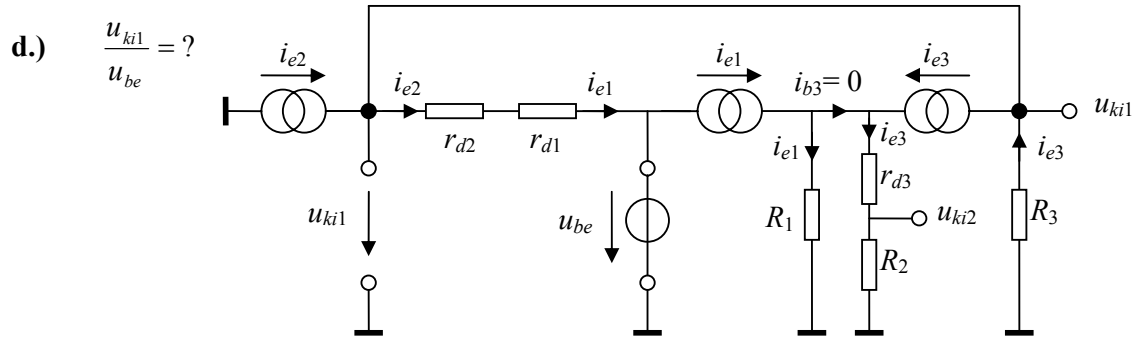 d.) u_ki1 / u_be = ?
i_e2
i_e1
i_e3
i_e2
i_e1
i_b3 = 0
u_ki1
i_e1
i_e3
i_e3
r_d2
r_d1
r_d3
u_ki1
u_be
R_1
u_ki2
R_3
R_2